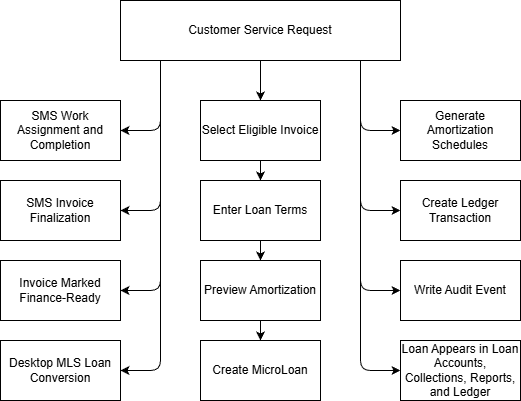 Customer Service Request
SMS Work
Assignment and
Completion
Select Eligible Invoice
Generate
Amortization
Schedules
SMS Invoice
Finalization
Enter Loan Terms
Create Ledger
Transaction
Invoice Marked
Finance-Ready
Preview Amortization
Write Audit Event
Desktop MLS Loan
Conversion
Create MicroLoan
Loan Appears in Loan
Accounts,
Collections, Reports,
and Ledger